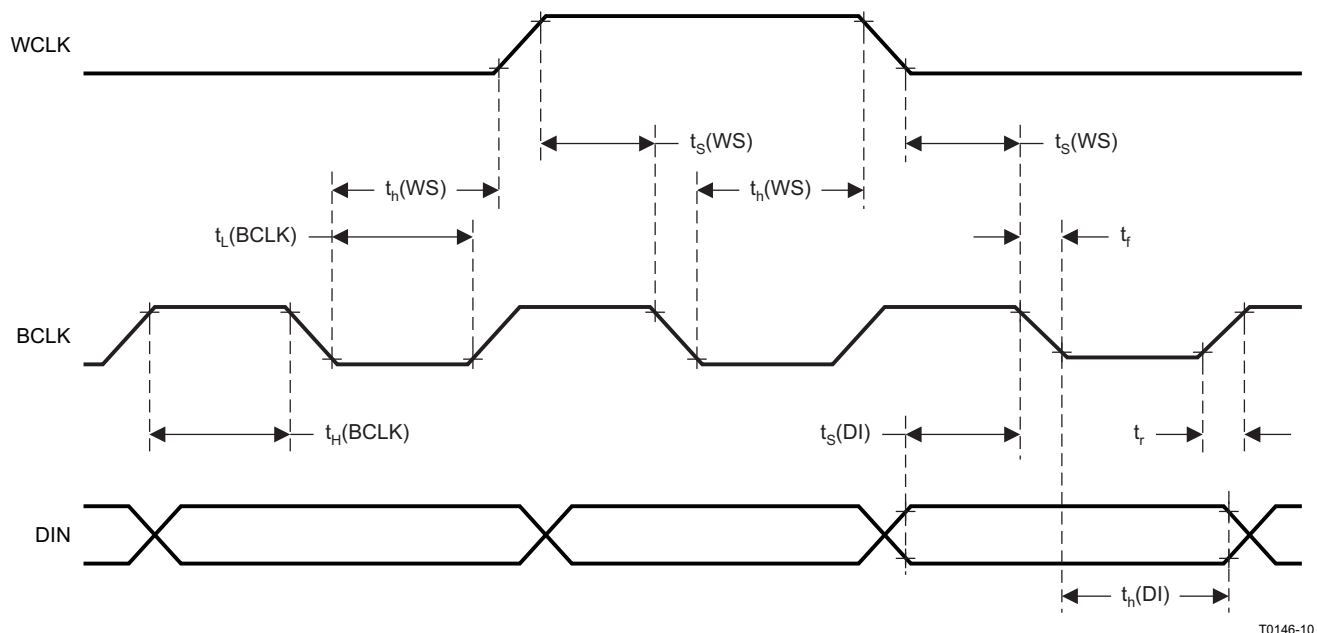 WCLK
tS(WS)
tS(WS)
th(WS)
th(WS)
tL(BCLK)
tf
BCLK
tH(BCLK)
tS(DI)
tr
DIN
th(DI)
T0146-10